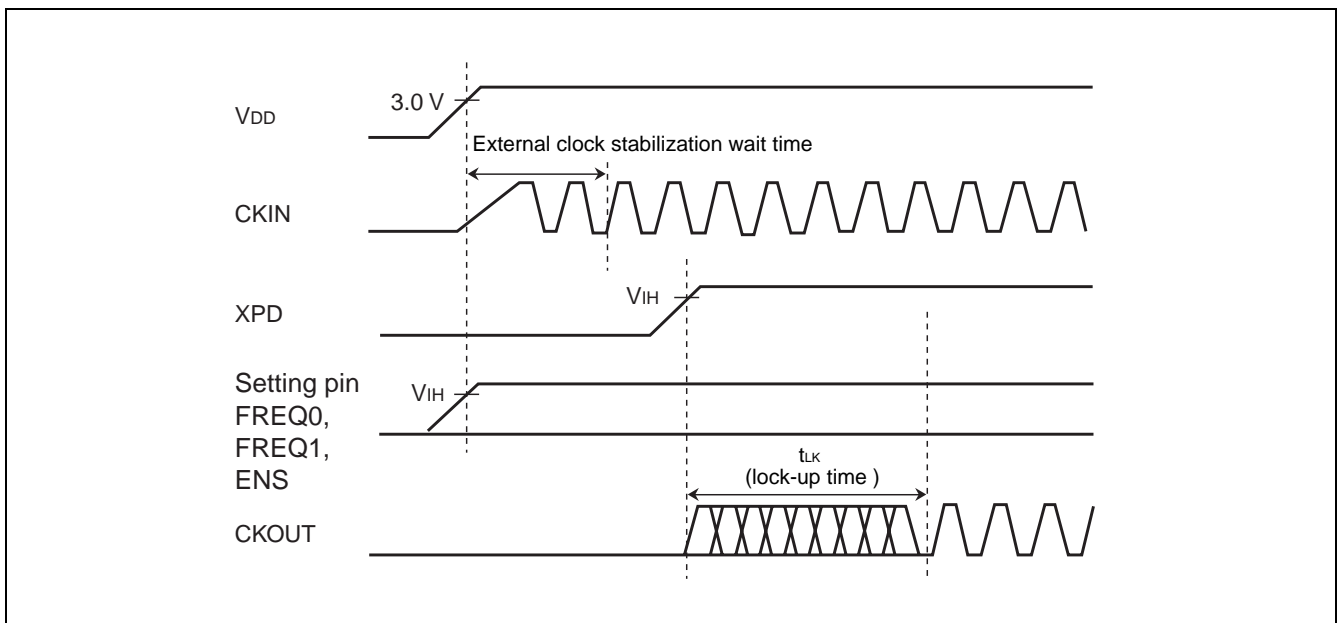 VDD
3.0 V
External clock stabilization wait time
CKIN
XPD
VIH
Setting pin
FREQ0,
FREQ1,
ENS
VIH
tLK
(lock-up time )
CKOUT